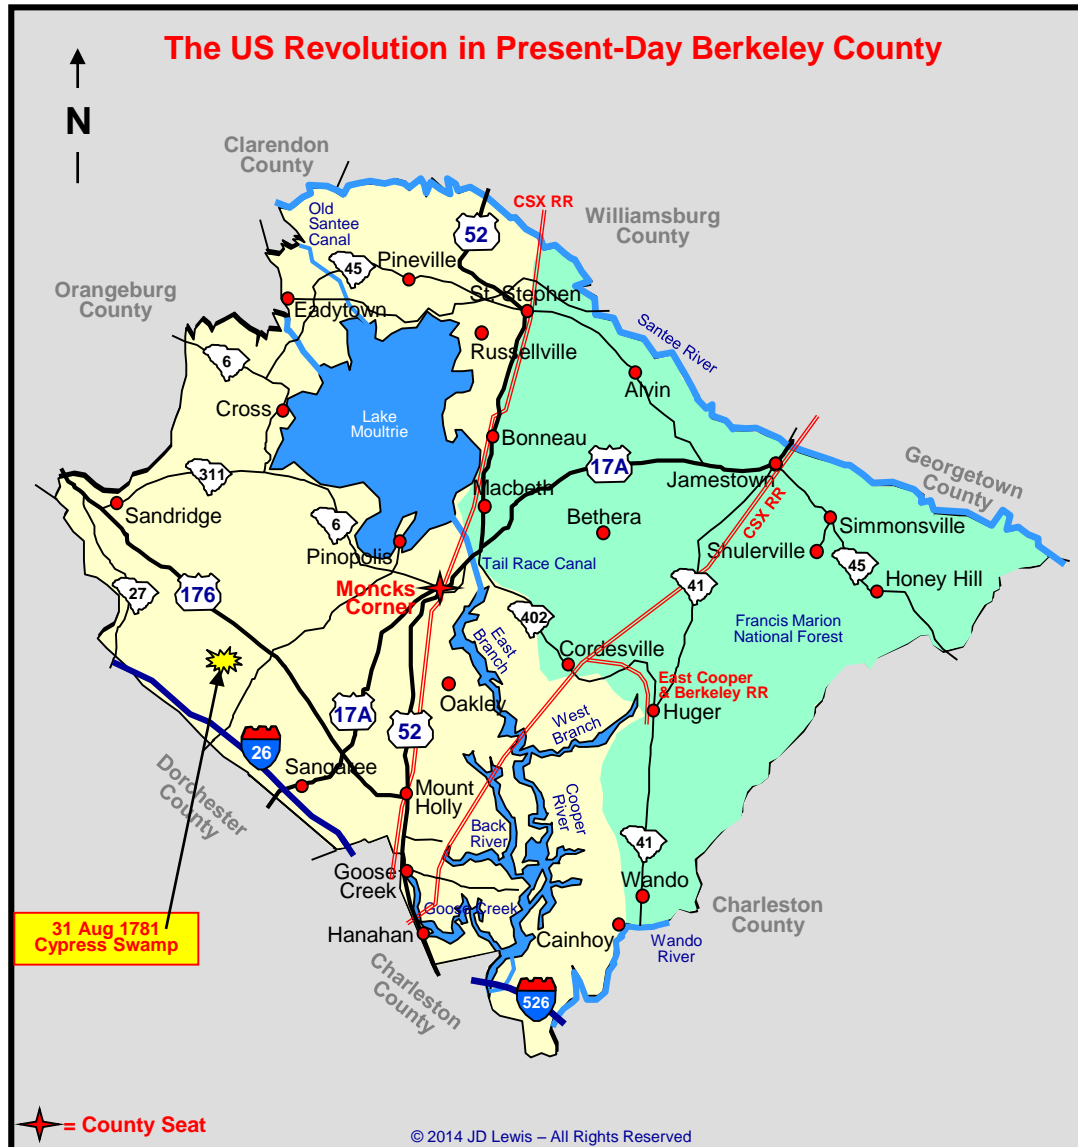 The US Revolution in Present-Day Berkeley County
N
Clarendon
County
CSX RR
Williamsburg
County
Old
Santee
Canal
52
45
Pineville
Orangeburg
County
Eadytown
St. Stephen
Russellville
Santee River
6
Alvin
Cross
Lake
Moultrie
Bonneau
17A
Jamestown
Georgetown
County
311
Macbeth
CSX RR
Sandridge
6
Bethera
Simmonsville
Pinopolis
Shulerville
Tail Race Canal
45
27
176
Moncks
Corner
41
Honey Hill
402
Francis Marion
National Forest
East
Branch
Cordesville
East Cooper
& Berkeley RR
Oakley
17A
52
West
Branch
Huger
26
Sangaree
Dorchester
County
Mount
Holly
Cooper
River
Back
River
41
Goose
Creek
Wando
Goose Creek
Charleston
County
31 Aug 1781
Cypress Swamp
Hanahan
Cainhoy
Wando
River
Charleston
County
526
= County Seat
© 2014 JD Lewis – All Rights Reserved